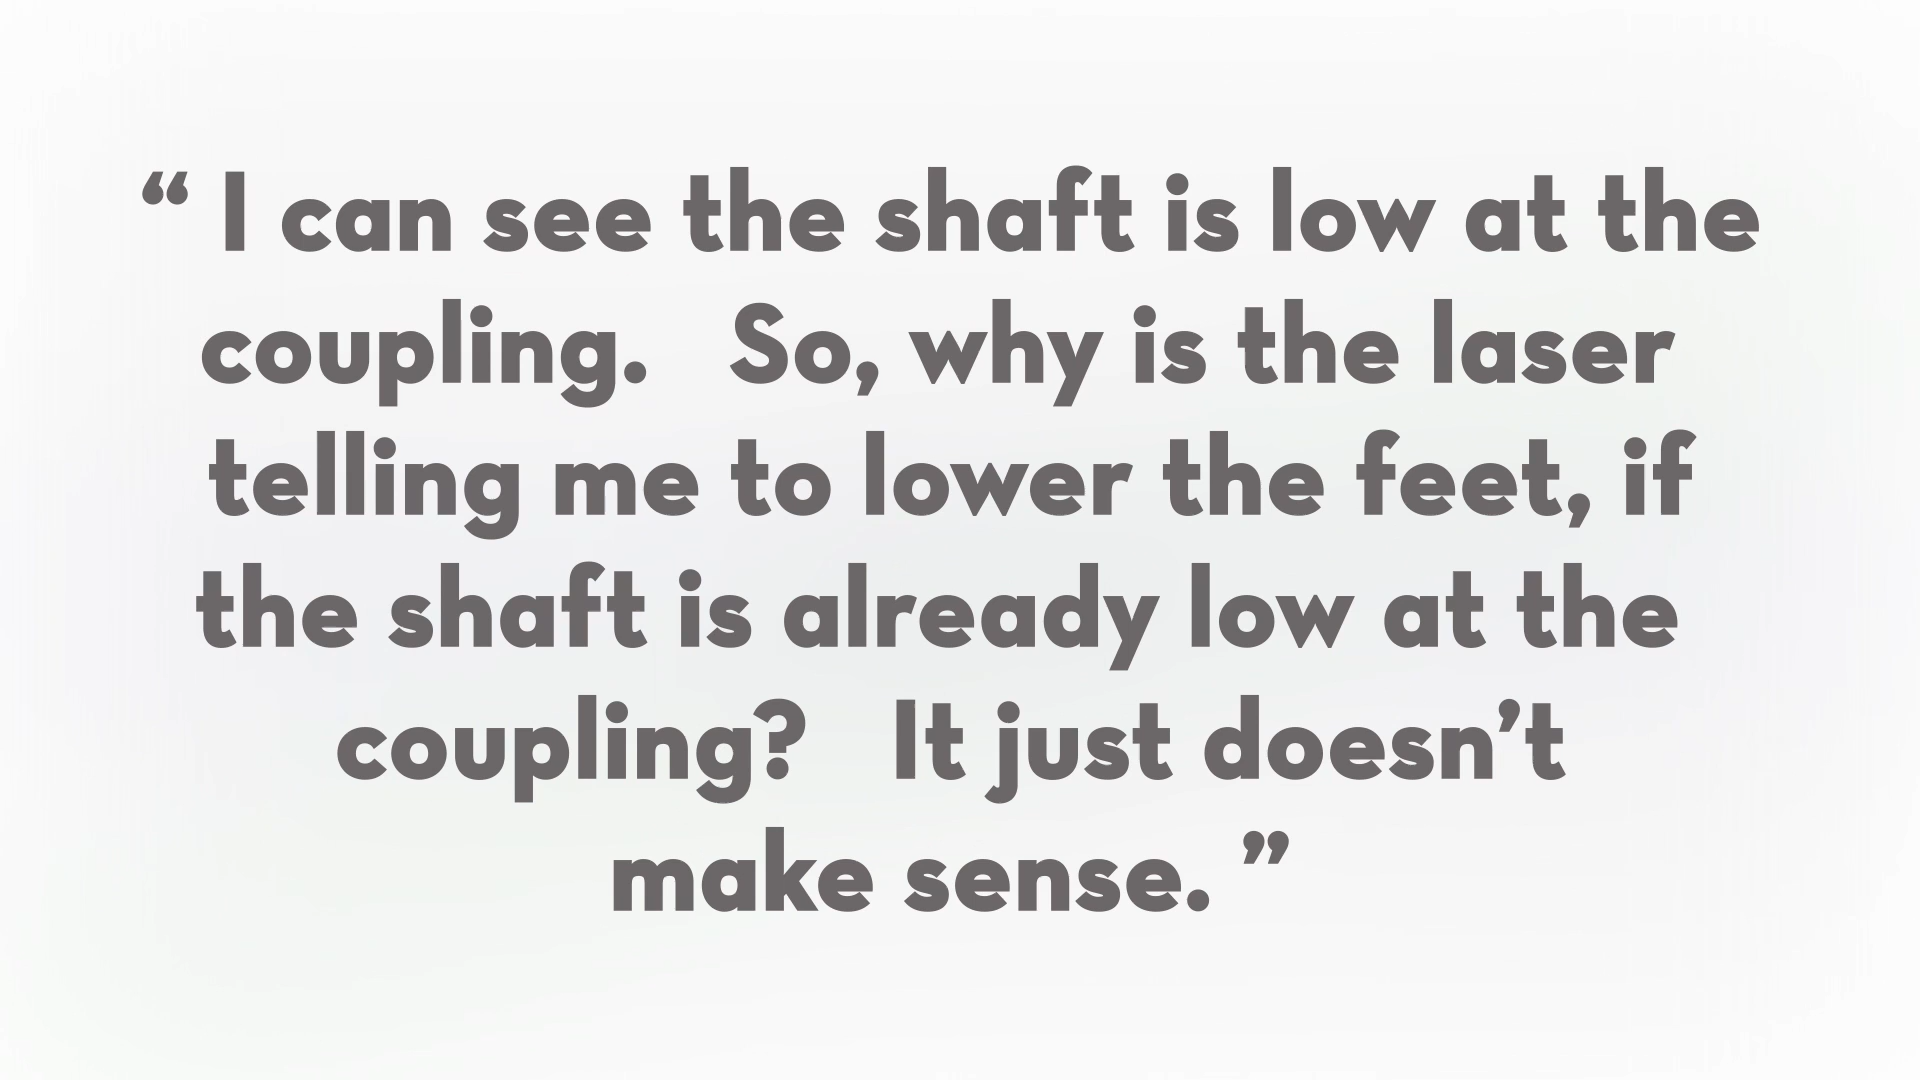 “ I can see the shaft is low at the
coupling.   So, why is the laser
telling me to lower the feet, if
the shaft is already low at the
coupling?   It just doesn’t
make sense. ”